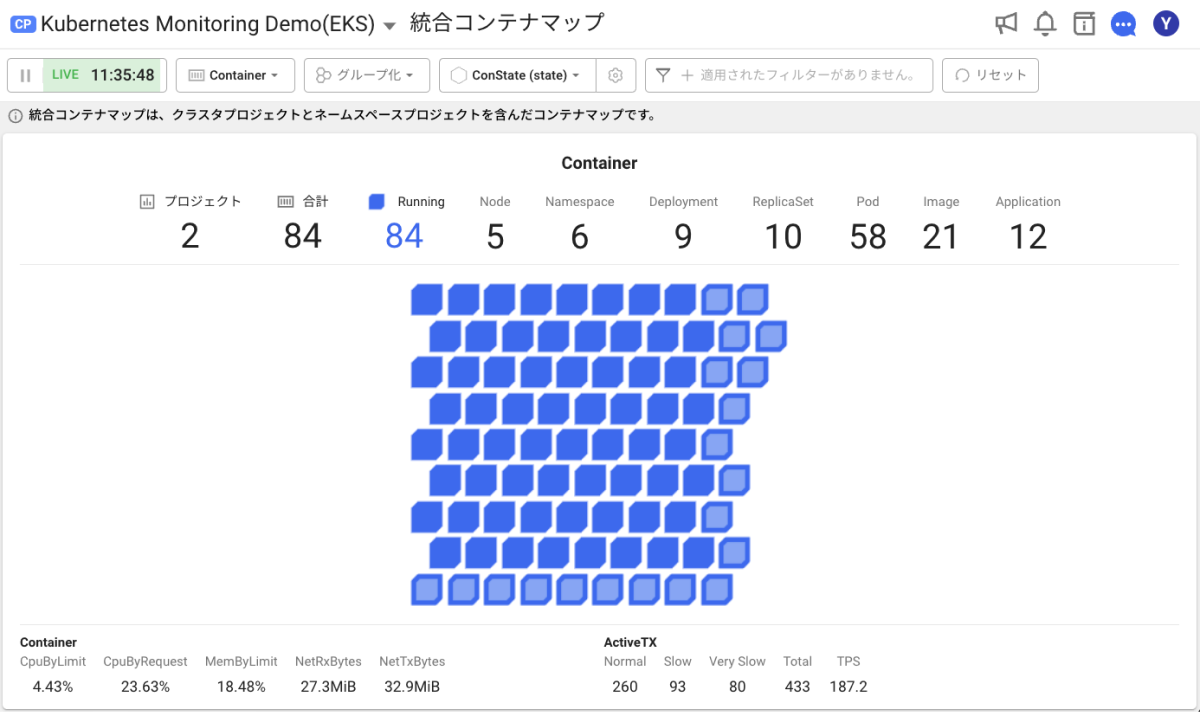 CP Kubernetes Monitoring Demo(EKS) 統合コンテナマップ Y
LIVE 11:35:48 Container グループ化 ConState (state) 適用されたフィルターがありません。 リセット
統合コンテナマップは、クラスタプロジェクトとネームスペースプロジェクトを含んだコンテナマップです。
Container
プロジェクト 合計 Running Node Namespace Deployment ReplicaSet Pod Image Application
2 84 84 5 6 9 10 58 21 12
Container
CpuByLimit CpuByRequest MemByLimit NetRxBytes NetTxBytes
4.43% 23.63% 18.48% 27.3MiB 32.9MiB
ActiveTX
Normal Slow Very Slow Total TPS
260 93 80 433 187.2